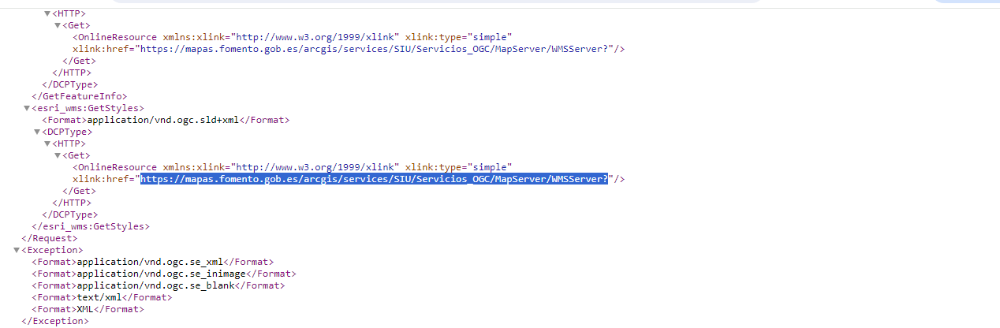 ▼<HTTP>
▼<Get>
<OnlineResource xmlns:xlink="http://www.w3.org/1999/xlink" xlink:type="simple"
xlink:href="https://mapas.fomento.gob.es/arcgis/services/SIU/Servicios_OGC/MapServer/WMSServer?"/>
</Get>
</HTTP>
</DCPType>
</GetFeatureInfo>
▼<esri_wms:GetStyles>
<Format>application/vnd.ogc.sld+xml</Format>
▼<DCPType>
▼<HTTP>
▼<Get>
<OnlineResource xmlns:xlink="http://www.w3.org/1999/xlink" xlink:type="simple"
xlink:href="https://mapas.fomento.gob.es/arcgis/services/SIU/Servicios_OGC/MapServer/WMSServer?"/>
</Get>
</HTTP>
</DCPType>
</esri_wms:GetStyles>
</Request>
▼<Exception>
<Format>application/vnd.ogc.se_xml</Format>
<Format>application/vnd.ogc.se_inimage</Format>
<Format>application/vnd.ogc.se_blank</Format>
<Format>text/xml</Format>
<Format>XML</Format>
</Exception>